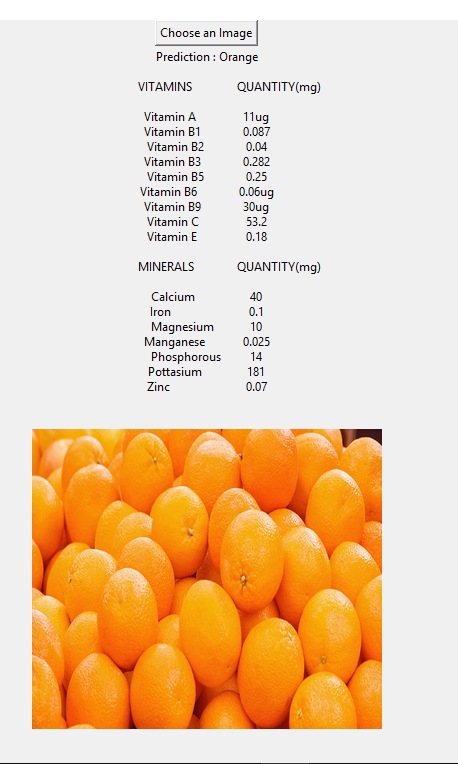 Choose an Image
Prediction : Orange
VITAMINS QUANTITY(mg)
Vitamin A 11ug
Vitamin B1 0.087
Vitamin B2 0.04
Vitamin B3 0.282
Vitamin B5 0.25
Vitamin B6 0.06ug
Vitamin B9 30ug
Vitamin C 53.2
Vitamin E 0.18
MINERALS QUANTITY(mg)
Calcium 40
Iron 0.1
Magnesium 10
Manganese 0.025
Phosphorous 14
Pottasium 181
Zinc 0.07